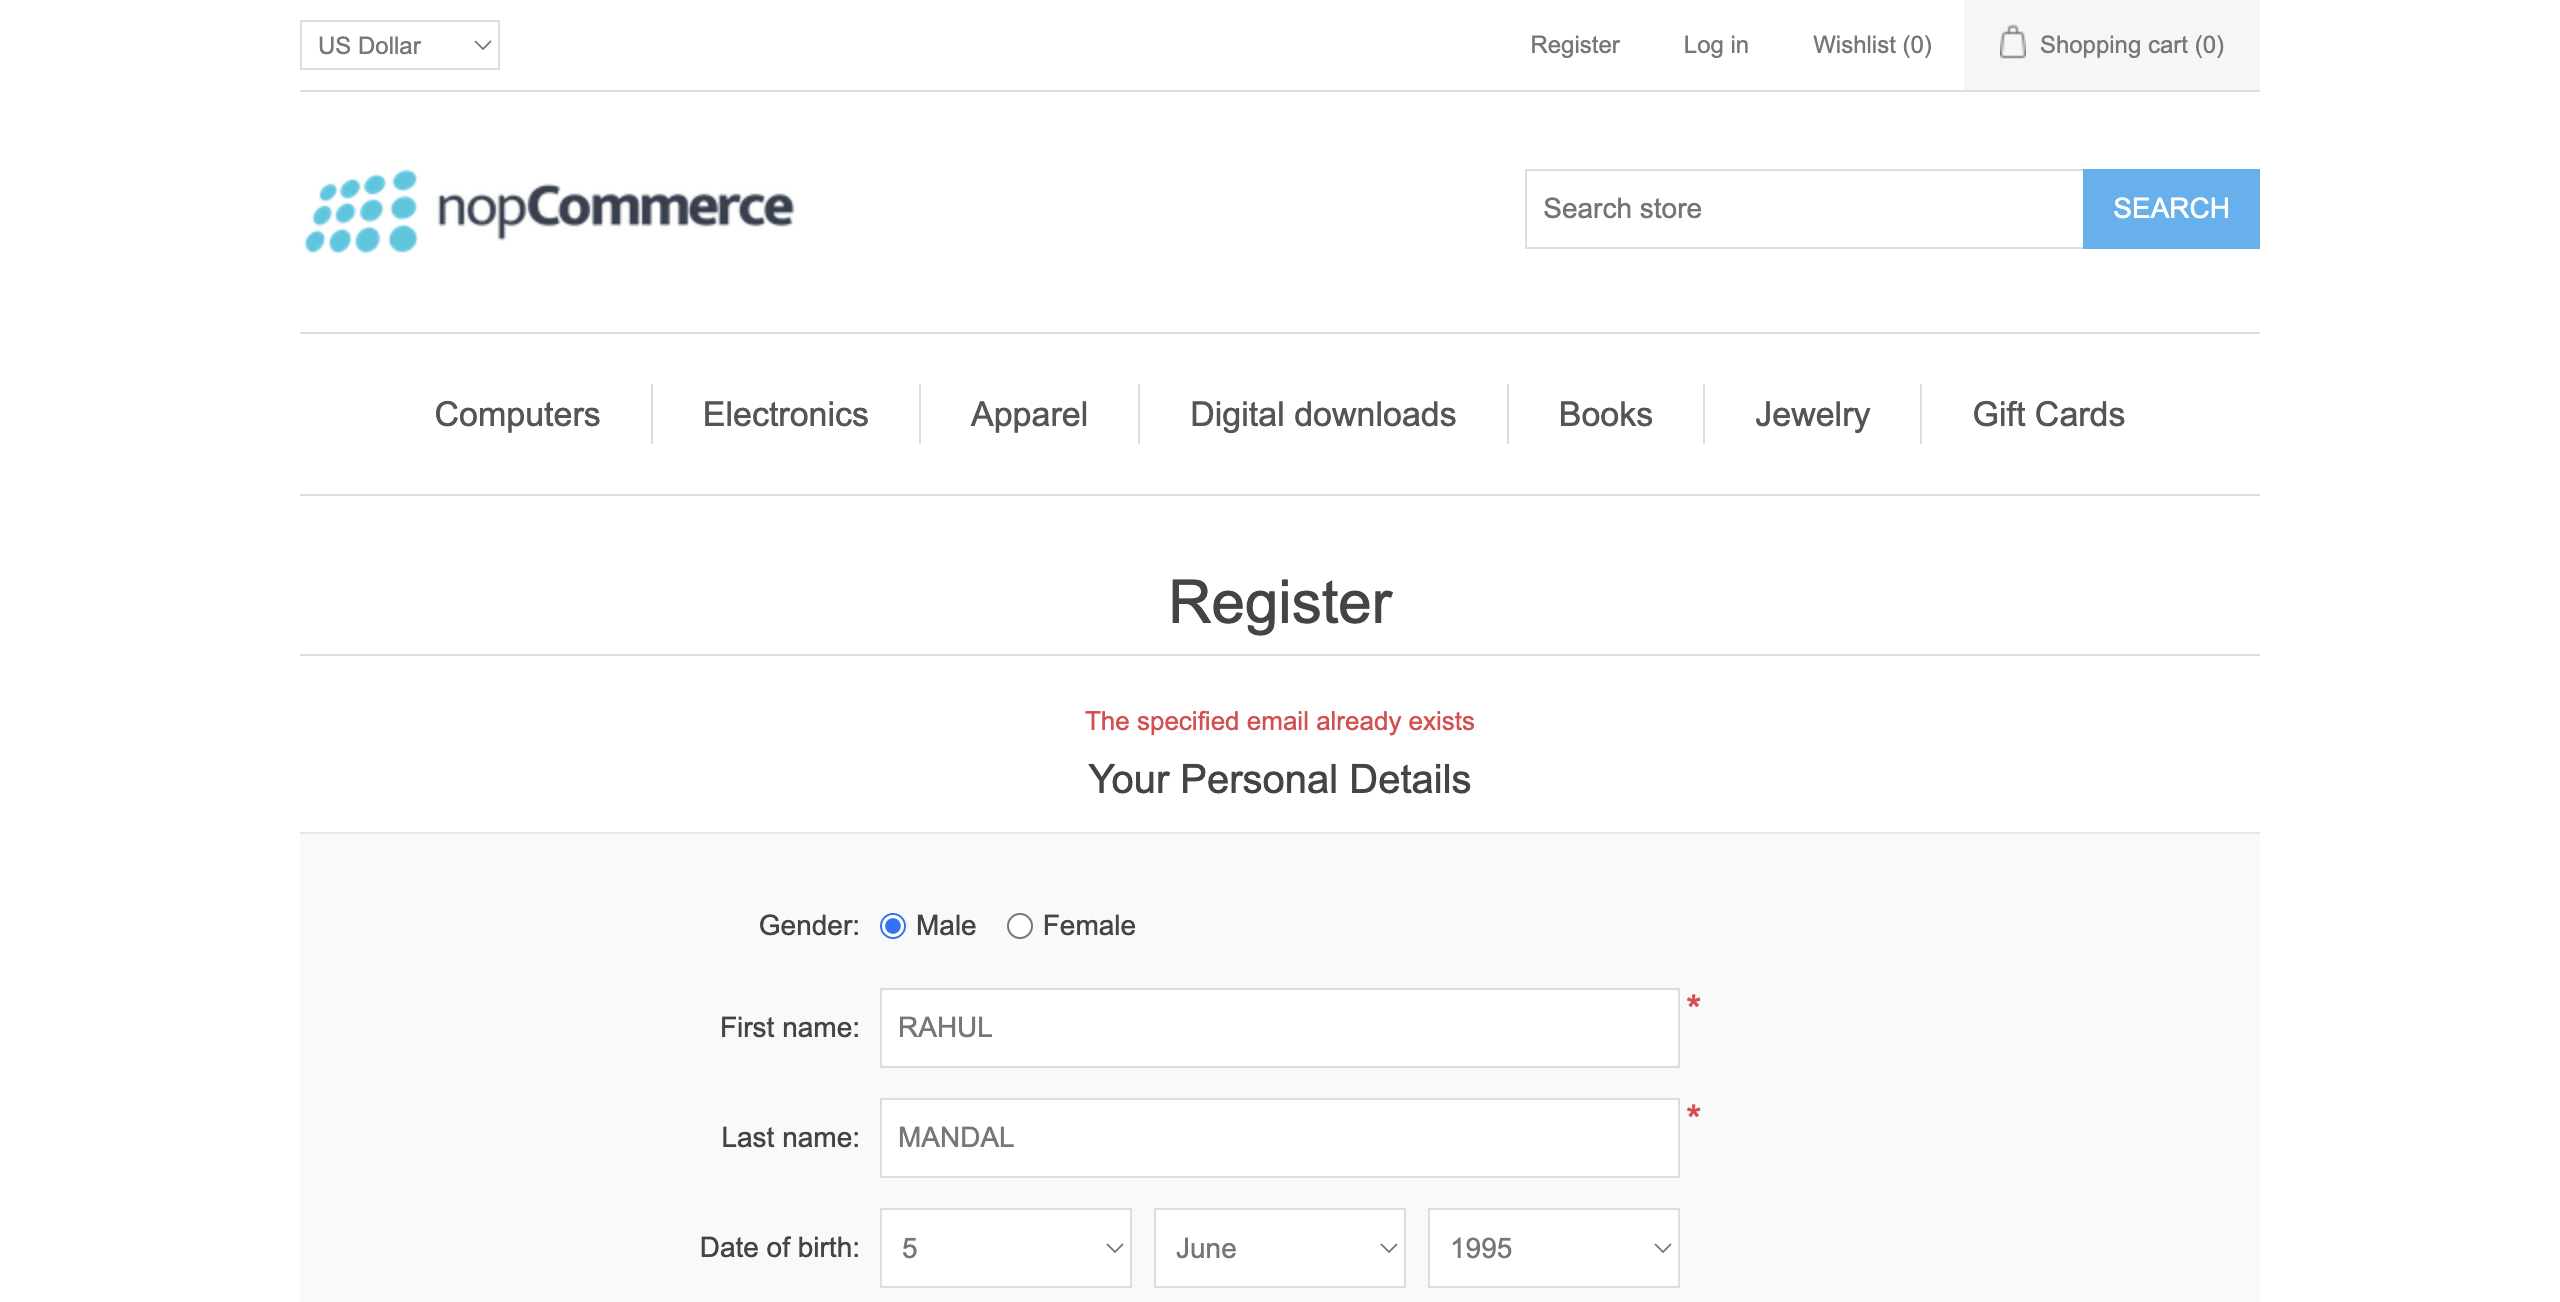 US Dollar Register Log in Wishlist (0) Shopping cart (0)
nopCommerce Search store SEARCH
Computers Electronics Apparel Digital downloads Books Jewelry Gift Cards
Register
The specified email already exists
Your Personal Details
Gender: Male Female
First name: RAHUL *
Last name: MANDAL *
Date of birth: 5 June 1995